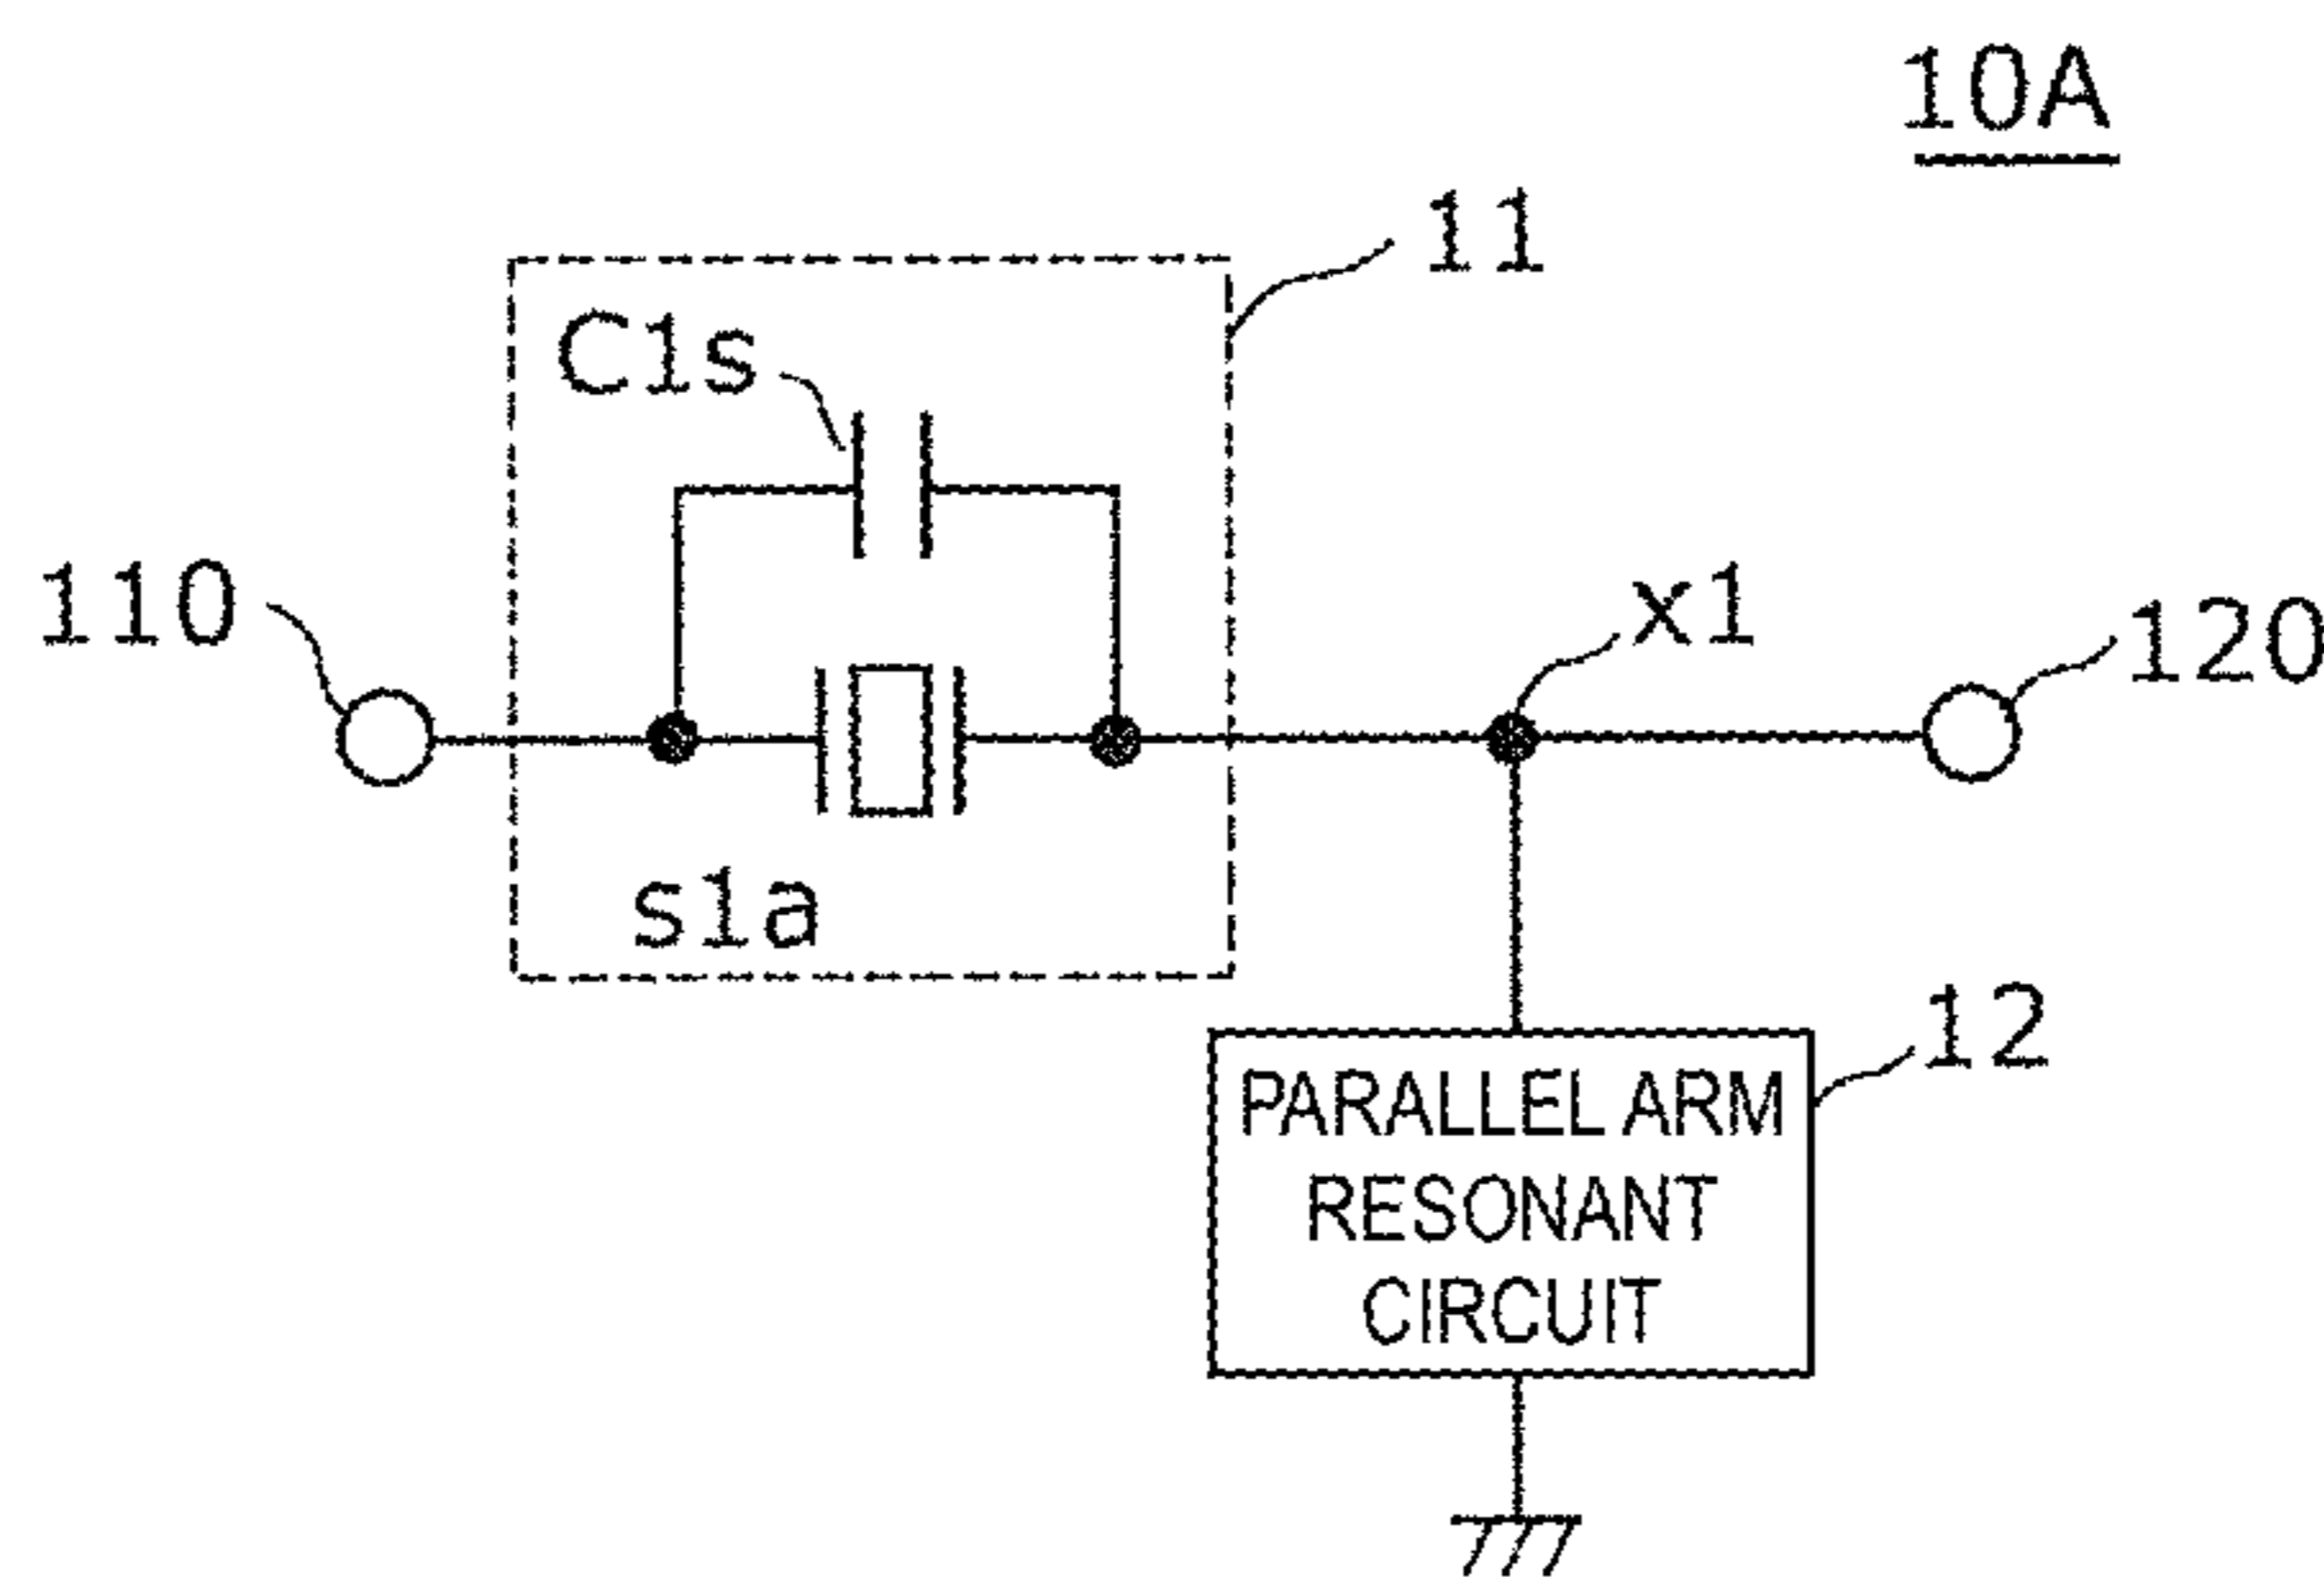 10A
11
C1s
110
x1
120
s1a
12
PARALLEL ARM
RESONANT
CIRCUIT